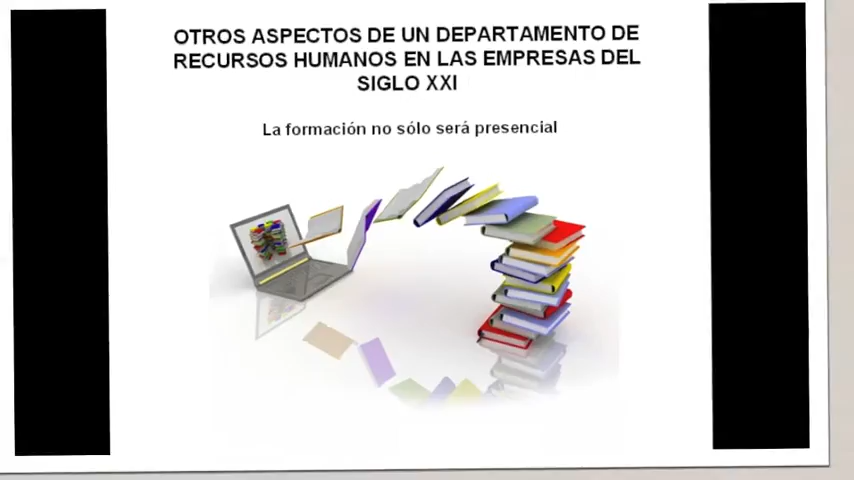 OTROS ASPECTOS DE UN DEPARTAMENTO DE
RECURSOS HUMANOS EN LAS EMPRESAS DEL
SIGLO XXI
La formación no sólo será presencial